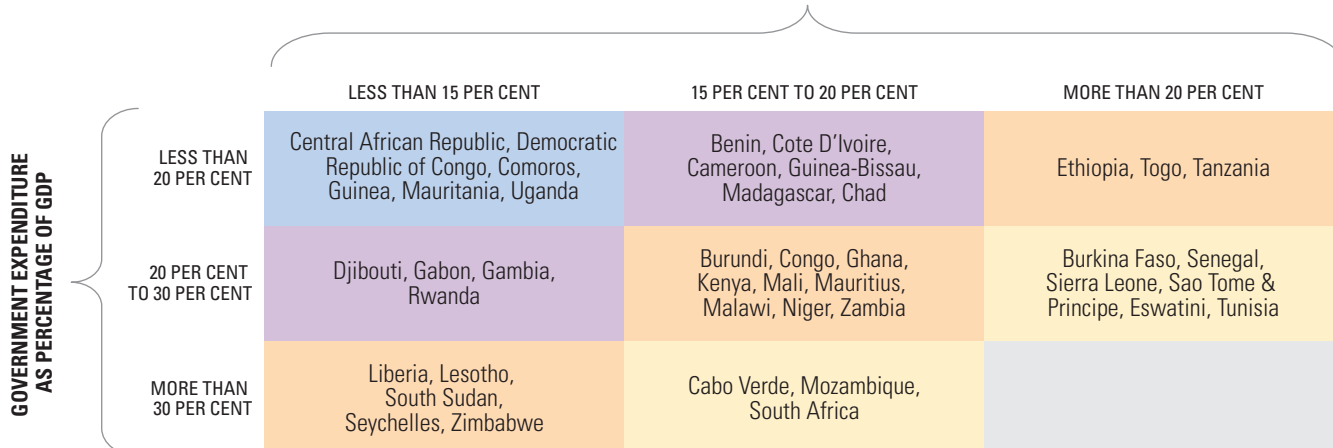 LESS THAN 15 PER CENT
15 PER CENT TO 20 PER CENT
MORE THAN 20 PER CENT
GOVERNMENT EXPENDITURE
AS PERCENTAGE OF GDP
LESS THAN
20 PER CENT
Central African Republic, Democratic
Republic of Congo, Comoros,
Guinea, Mauritania, Uganda
Benin, Cote D'Ivoire,
Cameroon, Guinea-Bissau,
Madagascar, Chad
Ethiopia, Togo, Tanzania
20 PER CENT
TO 30 PER CENT
Djibouti, Gabon, Gambia,
Rwanda
Burundi, Congo, Ghana,
Kenya, Mali, Mauritius,
Malawi, Niger, Zambia
Burkina Faso, Senegal,
Sierra Leone, Sao Tome &
Principe, Eswatini, Tunisia
MORE THAN
30 PER CENT
Liberia, Lesotho,
South Sudan,
Seychelles, Zimbabwe
Cabo Verde, Mozambique,
South Africa